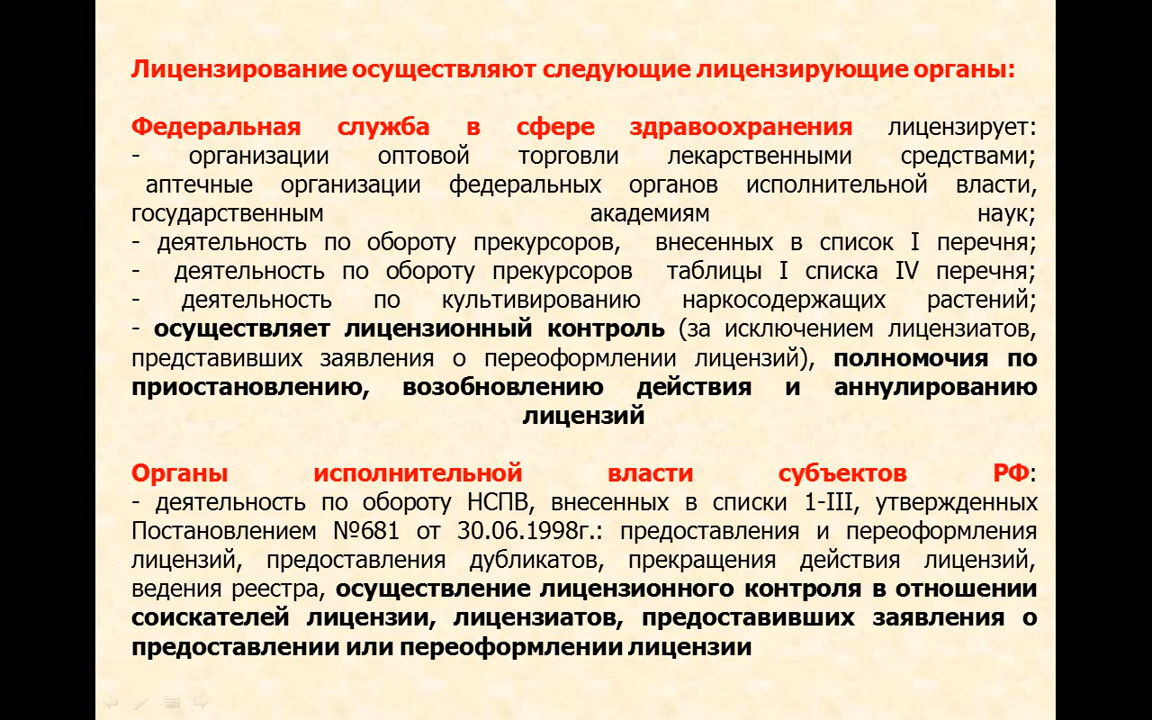 Лицензирование осуществляют следующие лицензирующие органы:
Федеральная служба в сфере здравоохранения лицензирует:
- организации оптовой торговли лекарственными средствами;
аптечные организации федеральных органов исполнительной власти,
государственным академиям наук;
- деятельность по обороту прекурсоров, внесенных в список I перечня;
- деятельность по обороту прекурсоров таблицы I списка IV перечня;
- деятельность по культивированию наркосодержащих растений;
- осуществляет лицензионный контроль (за исключением лицензиатов,
представивших заявления о переоформлении лицензий), полномочия по
приостановлению, возобновлению действия и аннулированию
лицензий
Органы исполнительной власти субъектов РФ:
- деятельность по обороту НСПВ, внесенных в списки 1-III, утвержденных
Постановлением №681 от 30.06.1998г.: предоставления и переоформления
лицензий, предоставления дубликатов, прекращения действия лицензий,
ведения реестра, осуществление лицензионного контроля в отношении
соискателей лицензии, лицензиатов, предоставивших заявления о
предоставлении или переоформлении лицензии